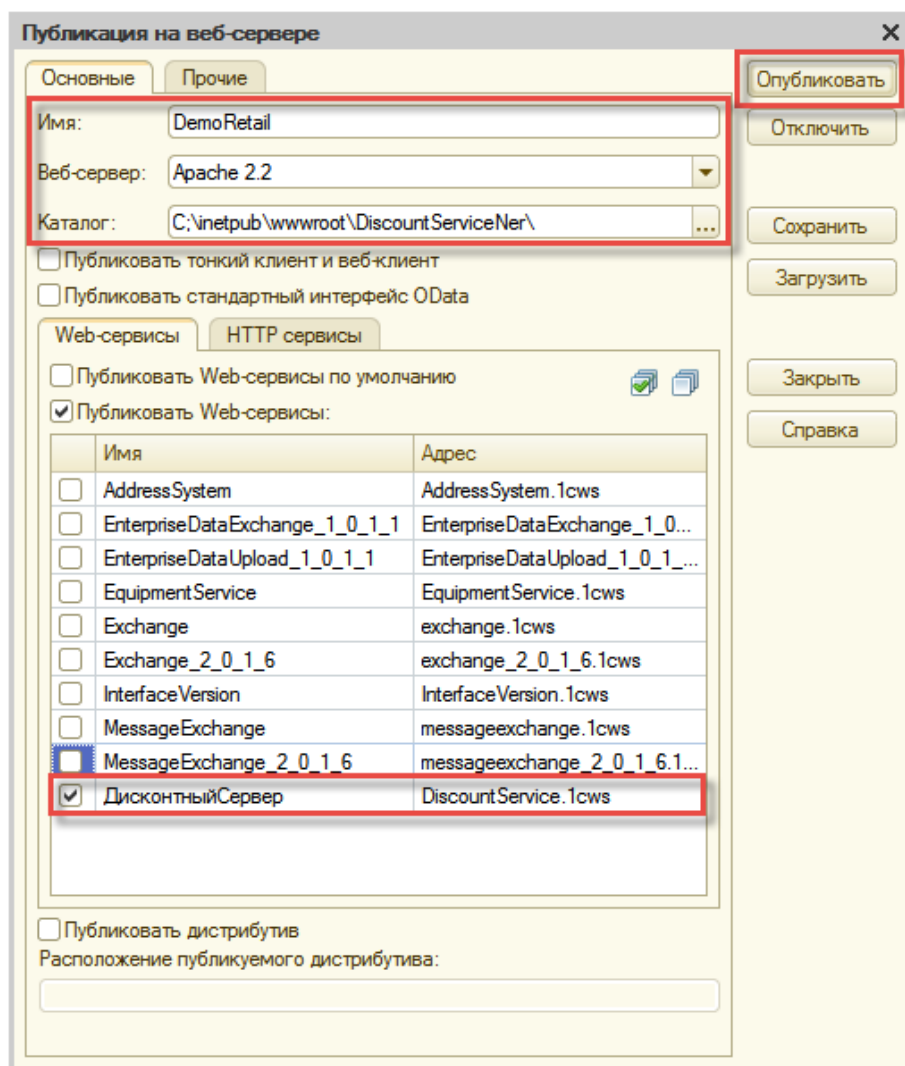 Публикация на веб-сервере
Основные Прочие
Опубликовать
Имя: DemoRetail
Отключить
Веб-сервер: Apache 2.2
Каталог: C;\inetpub\wwwroot\DiscountServiceNer\ ...
Сохранить
Публиковать тонкий клиент и веб-клиент
Загрузить
Публиковать стандартный интерфейс OData
Web-сервисы HTTP сервисы
Публиковать Web-сервисы по умолчанию
Закрыть
Публиковать Web-сервисы:
Справка
Имя Адрес
AddressSystem AddressSystem.1cws
EnterpriseDataExchange_1_0_1_1 EnterpriseDataExchange_1_0...
EnterpriseDataUpload_1_0_1_1 EnterpriseDataUpload_1_0_1_...
EquipmentService EquipmentService.1cws
Exchange exchange.1cws
Exchange_2_0_1_6 exchange_2_0_1_6.1cws
InterfaceVersion InterfaceVersion.1cws
MessageExchange messageexchange.1cws
MessageExchange_2_0_1_6 messageexchange_2_0_1_6.1...
ДисконтныйСервер DiscountService.1cws
Публиковать дистрибутив
Расположение публикуемого дистрибутива: